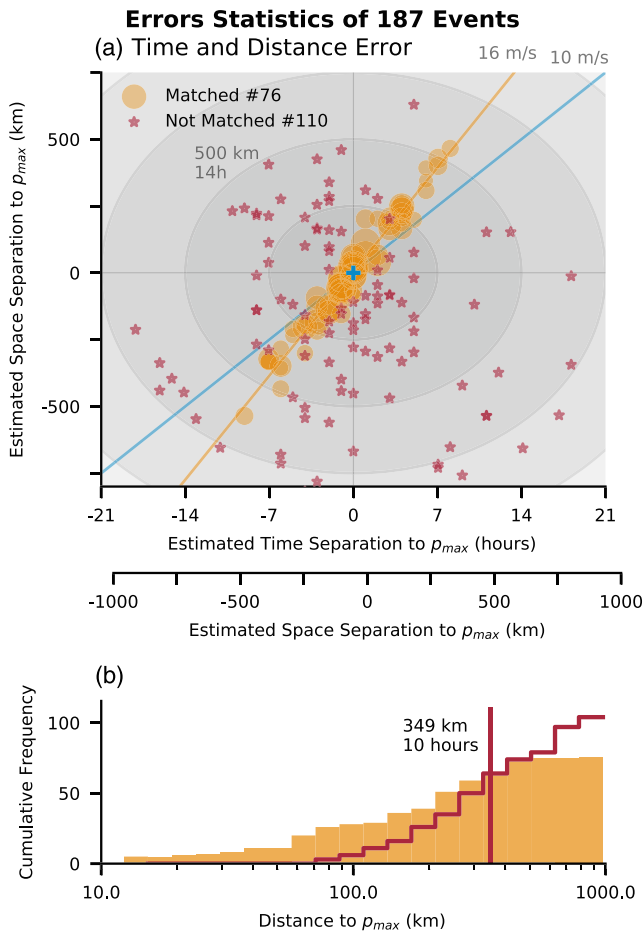 Errors Statistics of 187 Events
(a) Time and Distance Error
16 m/s 10 m/s
Matched #76
Not Matched #110
500 km
14h
Estimated Space Separation to p_max (km)
500
0
-500
-21 -14 -7 0 7 14 21
Estimated Time Separation to p_max (hours)
-1000 -500 0 500 1000
Estimated Space Separation to p_max (km)
(b)
Cumulative Frequency
100
50
0
349 km
10 hours
10.0 100.0 1000.0
Distance to p_max (km)